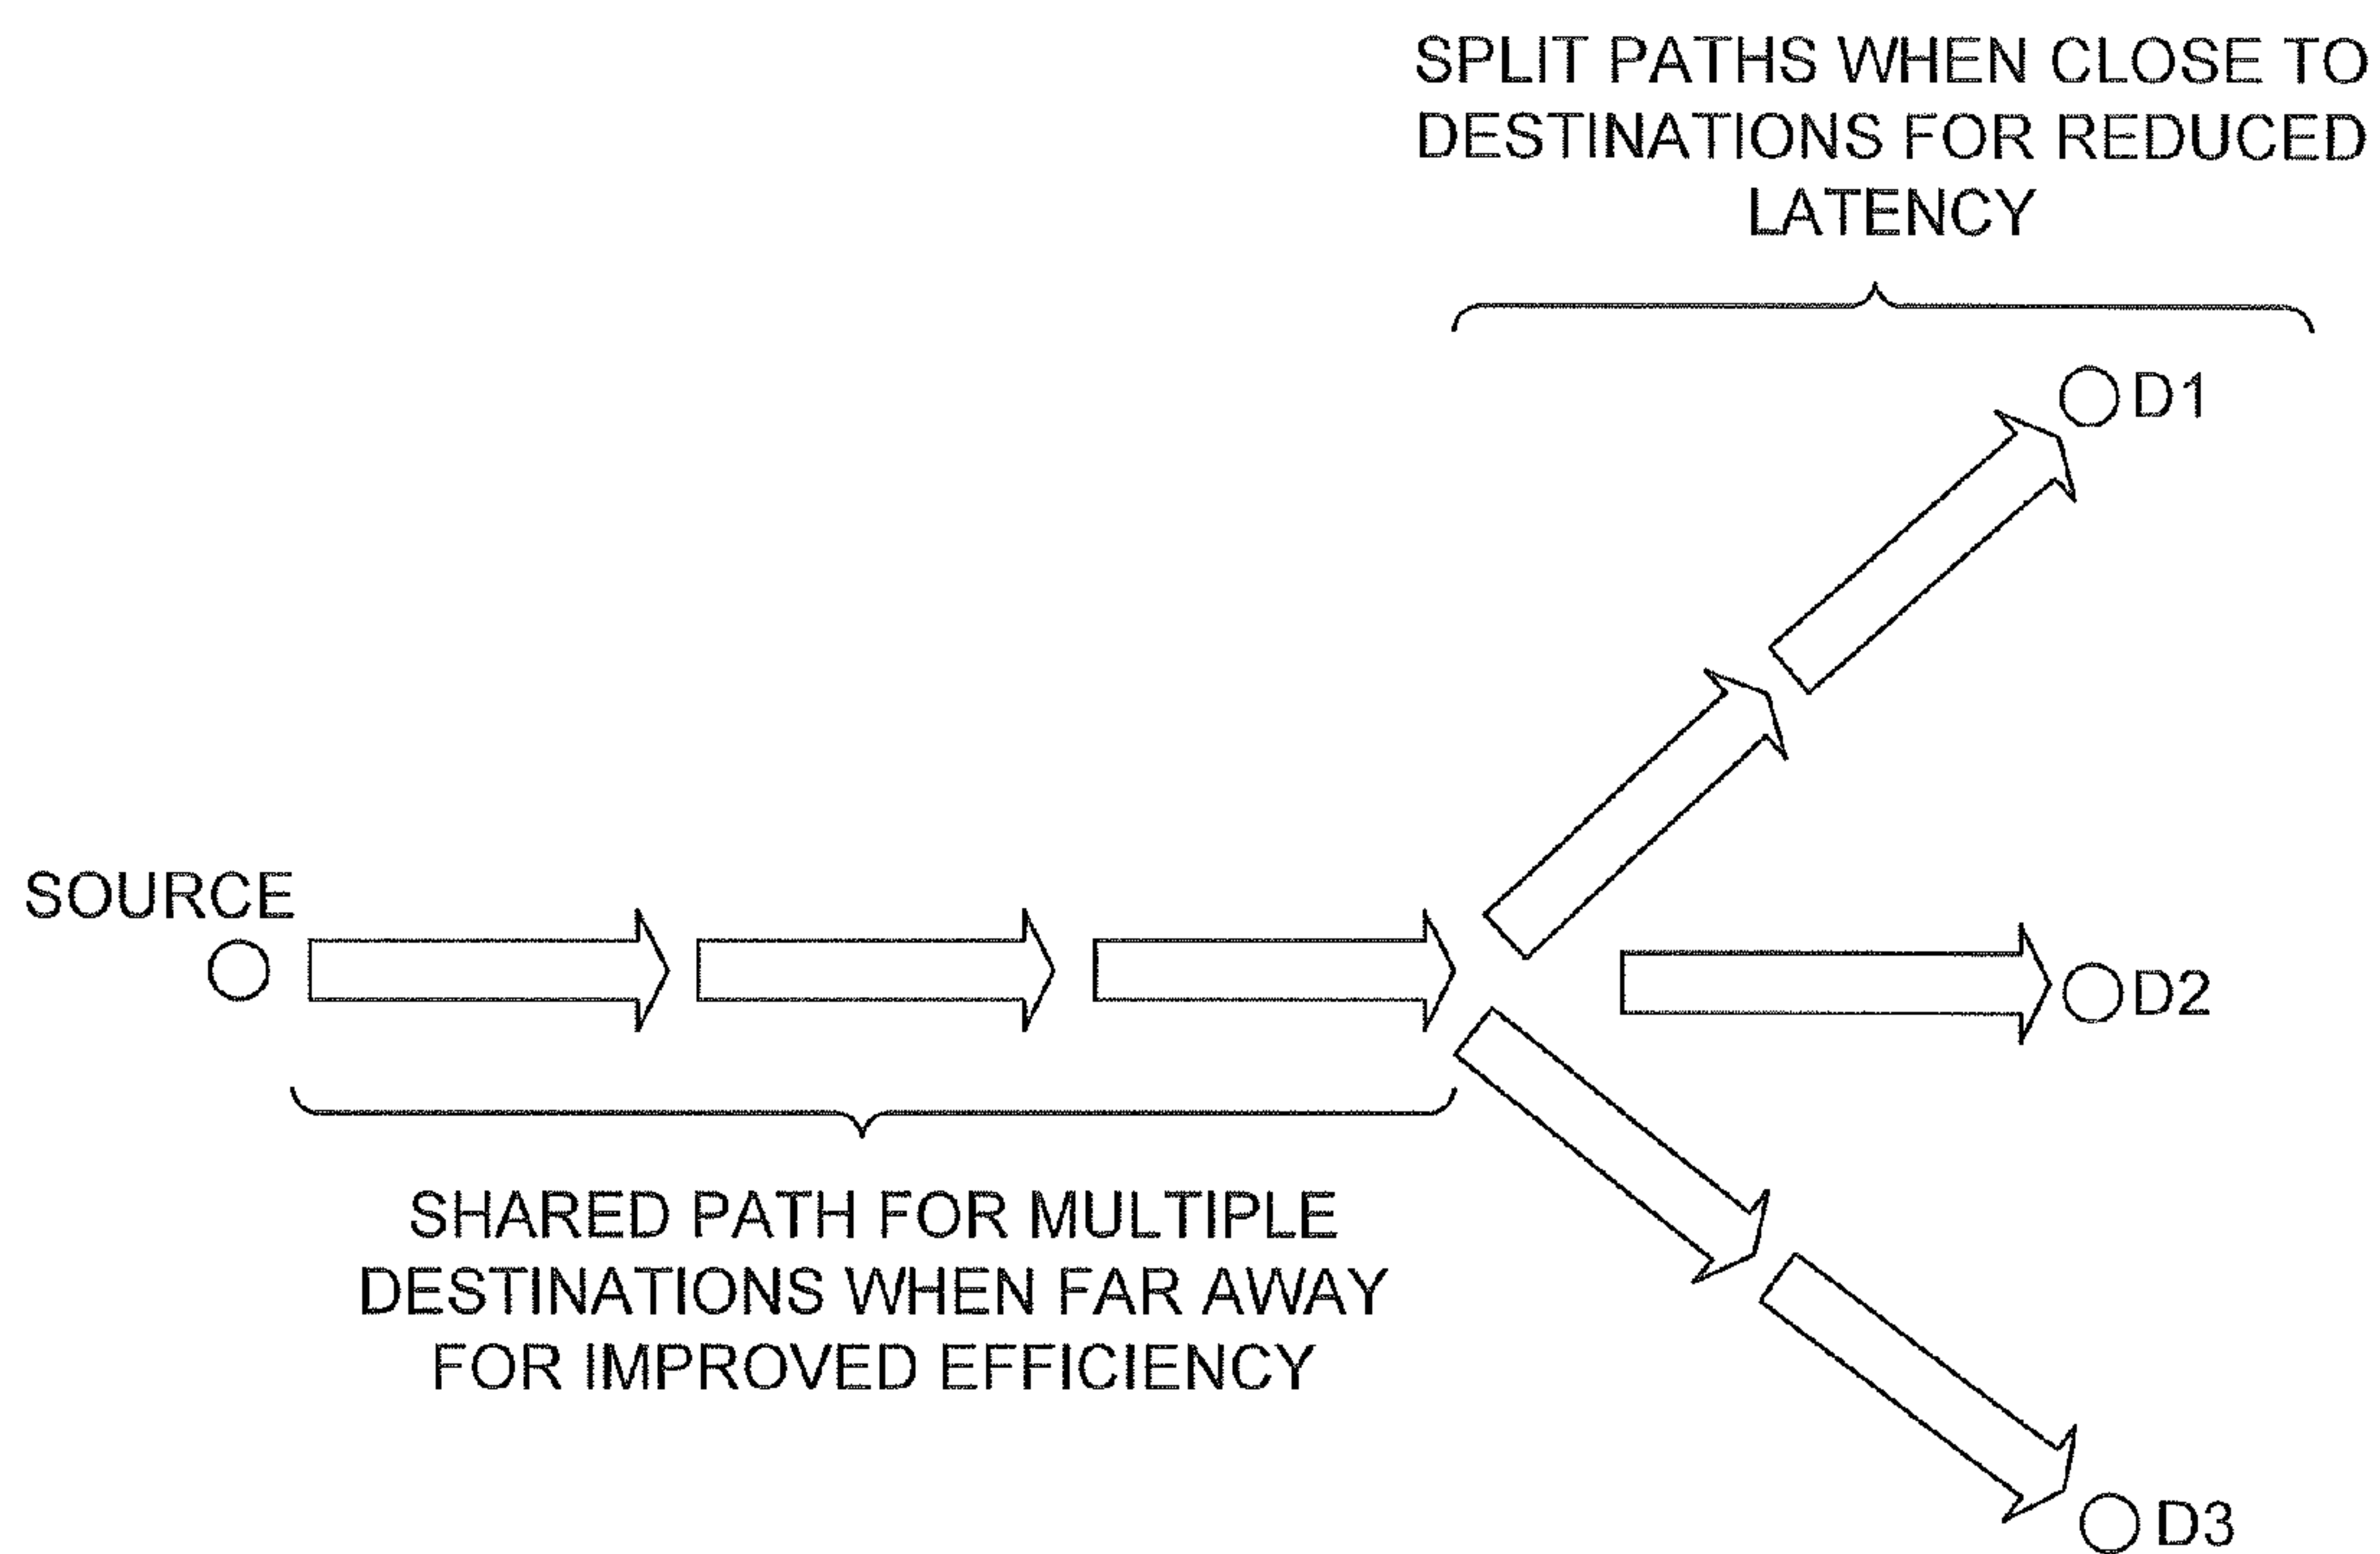 SPLIT PATHS WHEN CLOSE TO
DESTINATIONS FOR REDUCED
LATENCY
D1
SOURCE
D2
SHARED PATH FOR MULTIPLE
DESTINATIONS WHEN FAR AWAY
FOR IMPROVED EFFICIENCY
D3